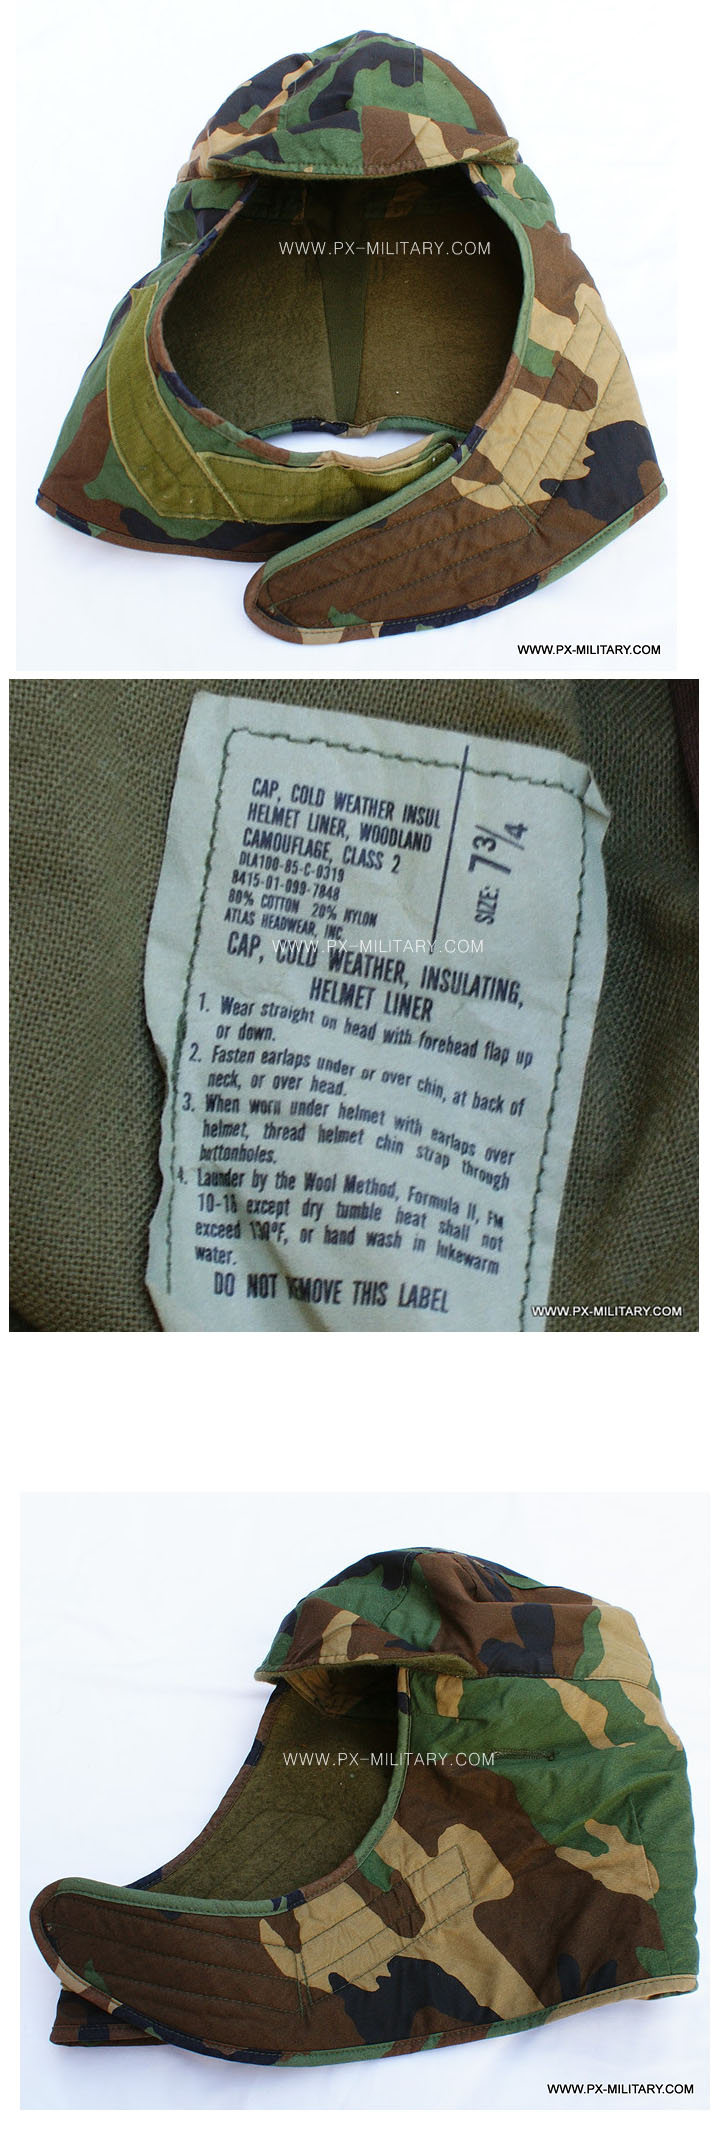 WWW.PX-MILITARY.COM
WWW.PX-MILITARY.COM
CAP, COLD WEATHER INSUL
HELMET LINER, WOODLAND
CAMOUFLAGE, CLASS 2
DLA100-85-C-0319
8415-01-099-7848
80% COTTON 20% NYLON
ATLAS HEADWEAR, INC
SIZE: 7 3/4
WWW.PX-MILITARY.COM
CAP, COLD WEATHER, INSULATING,
HELMET LINER
1. Wear straight on head with forehead flap up
or down.
2. Fasten earlaps under or over chin, at back of
neck, or over head.
3. When worn under helmet with earlaps over
helmet, thread helmet chin strap through
buttonholes.
4. Launder by the Wool Method, Formula II, FM
10-18 except dry tumble heat shall not
exceed 130°F, or hand wash in lukewarm
water.
DO NOT REMOVE THIS LABEL
WWW.PX-MILITARY.COM
WWW.PX-MILITARY.COM
WWW.PX-MILITARY.COM